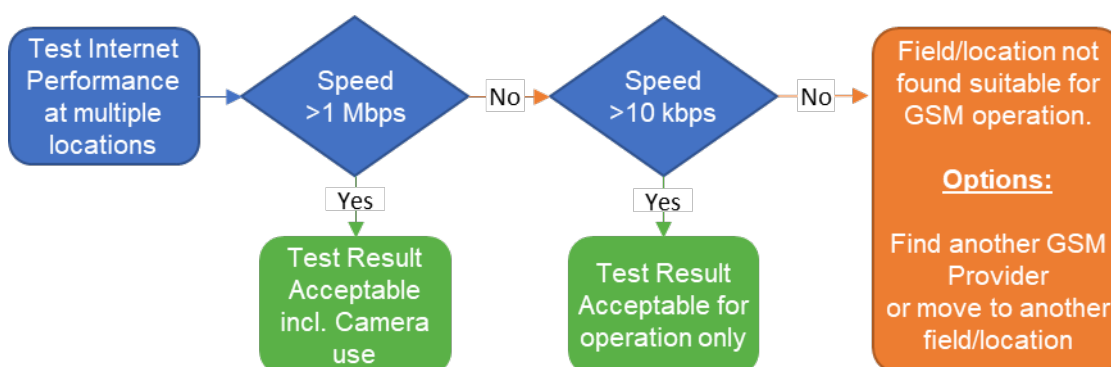 Test Internet
Performance
at multiple
locations
Speed
>1 Mbps
No
Speed
>10 kbps
No
Field/location not
found suitable for
GSM operation.
Options:
Find another GSM
Provider
or move to another
field/location
Yes
Yes
Test Result
Acceptable
incl. Camera
use
Test Result
Acceptable for
operation only